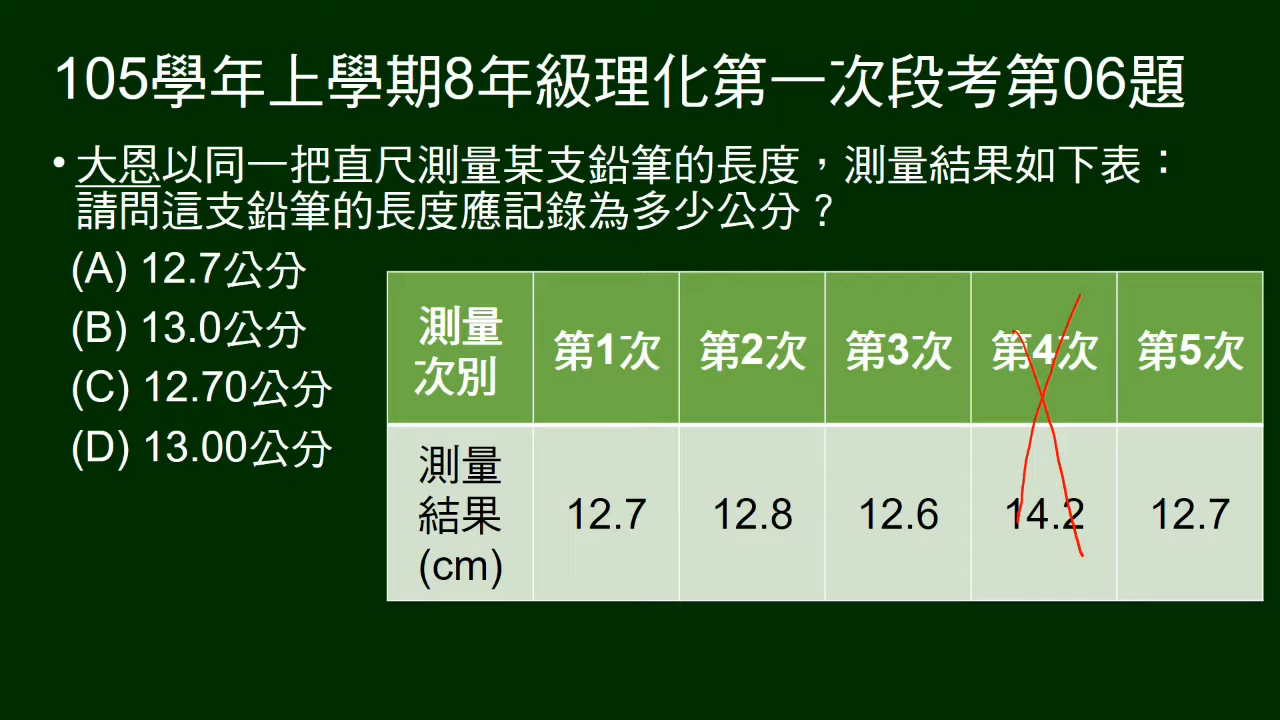 105學年上學期8年級理化第一次段考第06題
• 大恩以同一把直尺測量某支鉛筆的長度，測量結果如下表：
請問這支鉛筆的長度應記錄為多少公分？
(A) 12.7公分
(B) 13.0公分
(C) 12.70公分
(D) 13.00公分
測量次別 第1次 第2次 第3次 第4次 第5次
測量結果(cm) 12.7 12.8 12.6 14.2 12.7